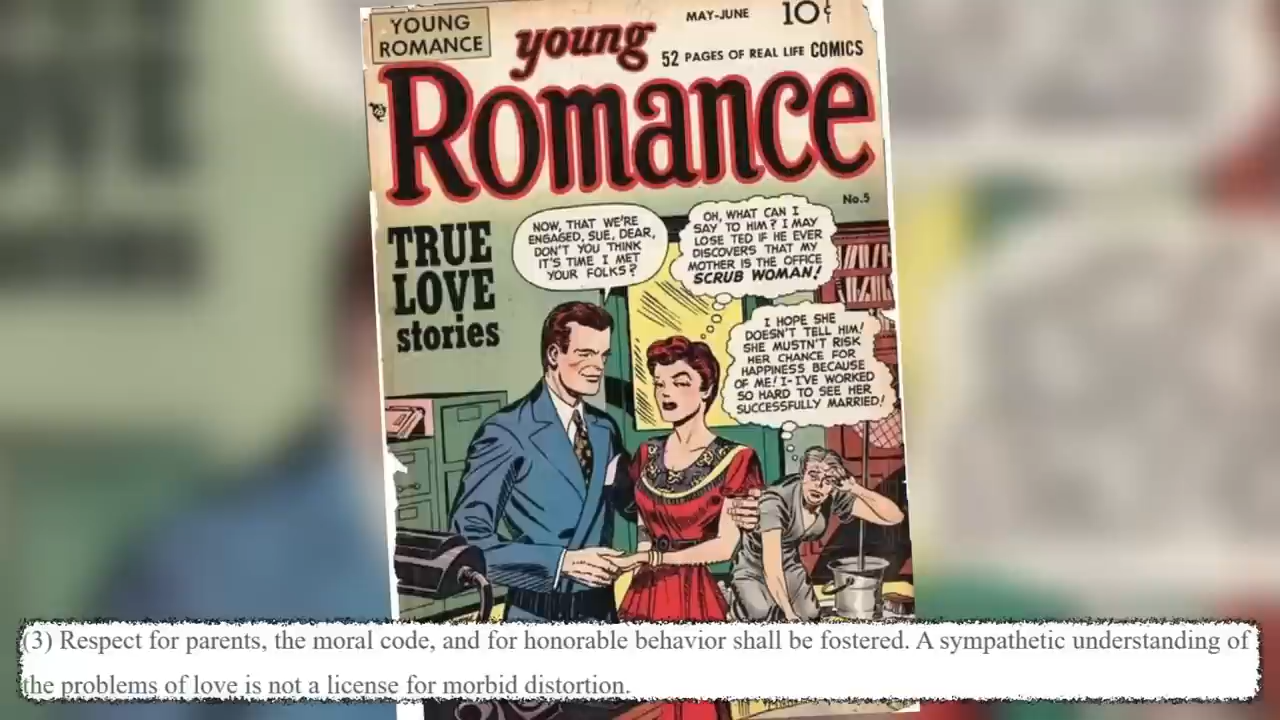 YOUNG
ROMANCE
young
MAY-JUNE
10¢
52 PAGES OF REAL LIFE COMICS
Romance
No.5
TRUE
LOVE
stories
NOW, THAT WE'RE
ENGAGED, SUE, DEAR,
DON'T YOU THINK
IT'S TIME I MET
YOUR FOLKS?
OH, WHAT CAN I
SAY TO HIM? I MAY
LOSE TED IF HE EVER
DISCOVERS THAT MY
MOTHER IS THE OFFICE
SCRUB WOMAN!
I HOPE SHE
DOESN'T TELL HIM!
SHE MUSTN'T RISK
HER CHANCE FOR
HAPPINESS BECAUSE
OF ME! I-I'VE WORKED
SO HARD TO SEE HER
SUCCESSFULLY MARRIED!
(3) Respect for parents, the moral code, and for honorable behavior shall be fostered. A sympathetic understanding of
the problems of love is not a license for morbid distortion.